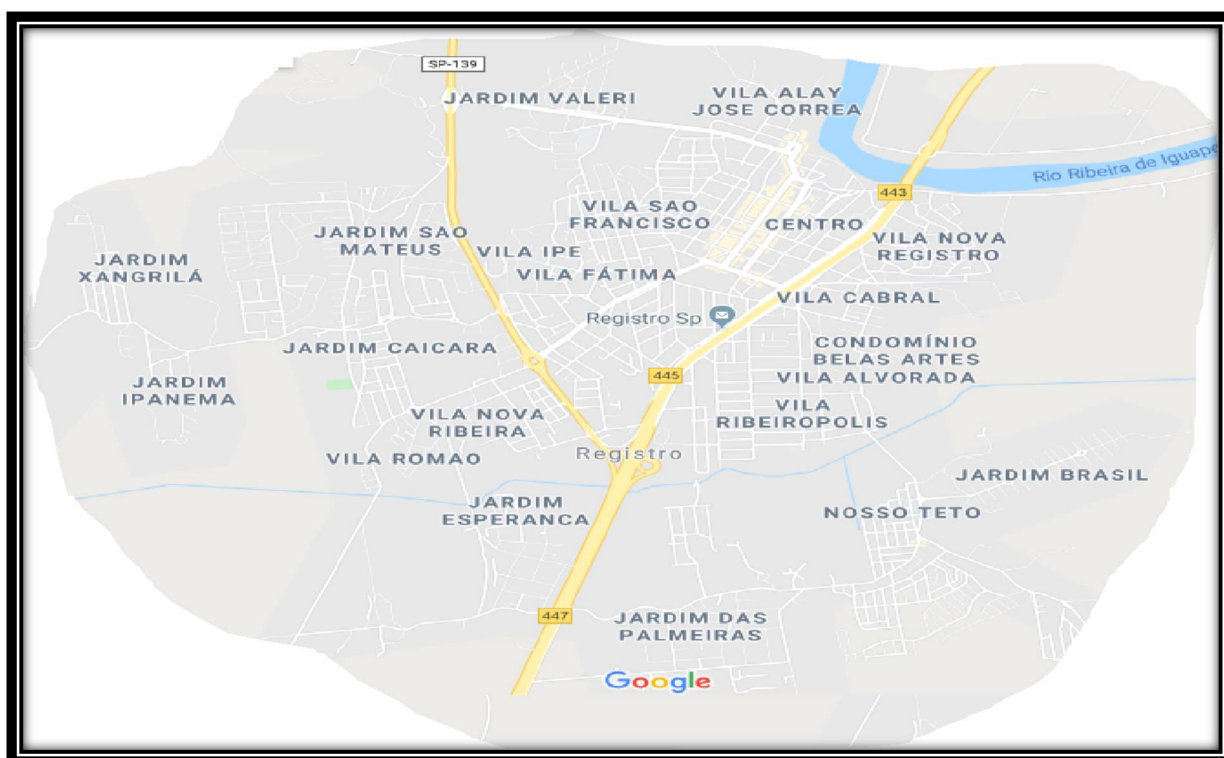 SP-139
JARDIM VALERI
VILA ALAY
JOSE CORREA
Rio Ribeira de Iguape
443
VILA SAO
FRANCISCO
CENTRO
JARDIM SAO
MATEUS
VILA IPE
VILA NOVA
REGISTRO
JARDIM
XANGRILÁ
VILA FÁTIMA
VILA CABRAL
Registro Sp
JARDIM CAICARA
CONDOMÍNIO
BELAS ARTES
VILA ALVORADA
445
JARDIM
IPANEMA
VILA NOVA
RIBEIRA
VILA
RIBEIROPOLIS
VILA ROMAO
Registro
JARDIM BRASIL
JARDIM
ESPERANCA
NOSSO TETO
447
JARDIM DAS
PALMEIRAS
Google